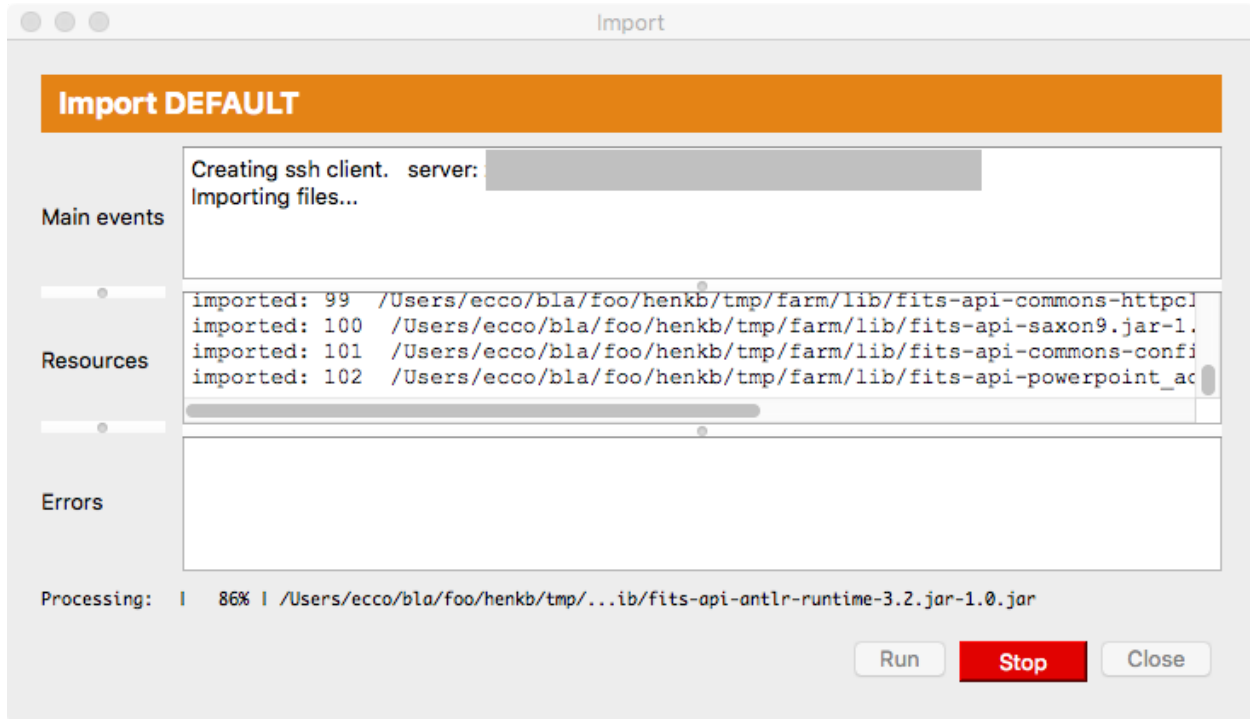 Import
Import DEFAULT
Main events
Creating ssh client. server:
Importing files...
Resources
imported: 99 /Users/ecco/bla/foo/henkb/tmp/farm/lib/fits-api-commons-httpcl
imported: 100 /Users/ecco/bla/foo/henkb/tmp/farm/lib/fits-api-saxon9.jar-1.
imported: 101 /Users/ecco/bla/foo/henkb/tmp/farm/lib/fits-api-commons-confi
imported: 102 /Users/ecco/bla/foo/henkb/tmp/farm/lib/fits-api-powerpoint_ac
Errors
Processing: | 86% | /Users/ecco/bla/foo/henkb/tmp/...ib/fits-api-antlr-runtime-3.2.jar-1.0.jar
Run Stop Close